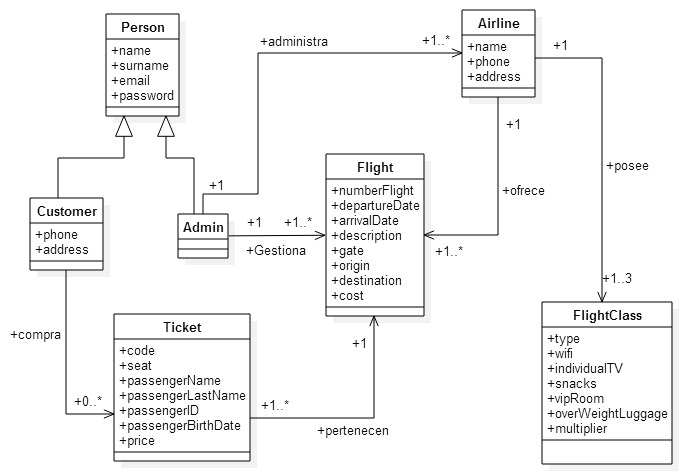 Person
+name
+surname
+email
+password
Airline
+name
+phone
+address
+administra
+1..*
+1
+1
+posee
+ofrece
+1
Flight
+numberFlight
+departureDate
+arrivalDate
+description
+gate
+origin
+destination
+cost
Customer
+phone
+address
Admin
+1
+1..*
+Gestiona
+1..*
+1..3
FlightClass
+type
+wifi
+individualTV
+snacks
+vipRoom
+overWeightLuggage
+multiplier
+compra
+0..*
Ticket
+code
+seat
+passengerName
+passengerLastName
+passengerID
+passengerBirthDate
+price
+1
+1..*
+pertenecen